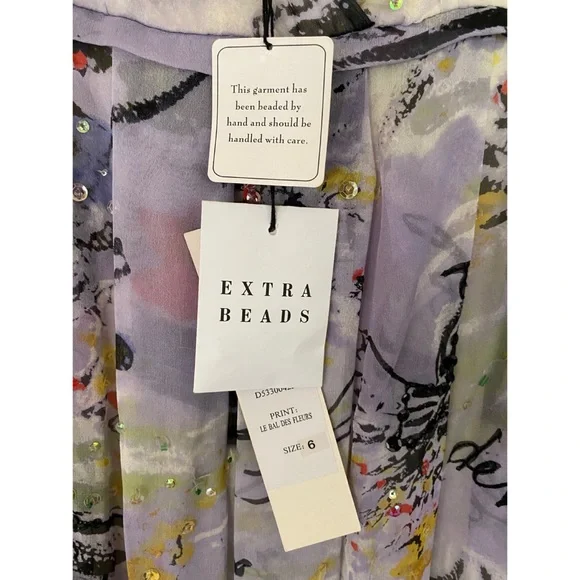 This garment has
been beaded by
hand and should be
handled with care.
EXTRA
BEADS
PRINT:
LE BAL DES FLEURS
SIZE: 6
de